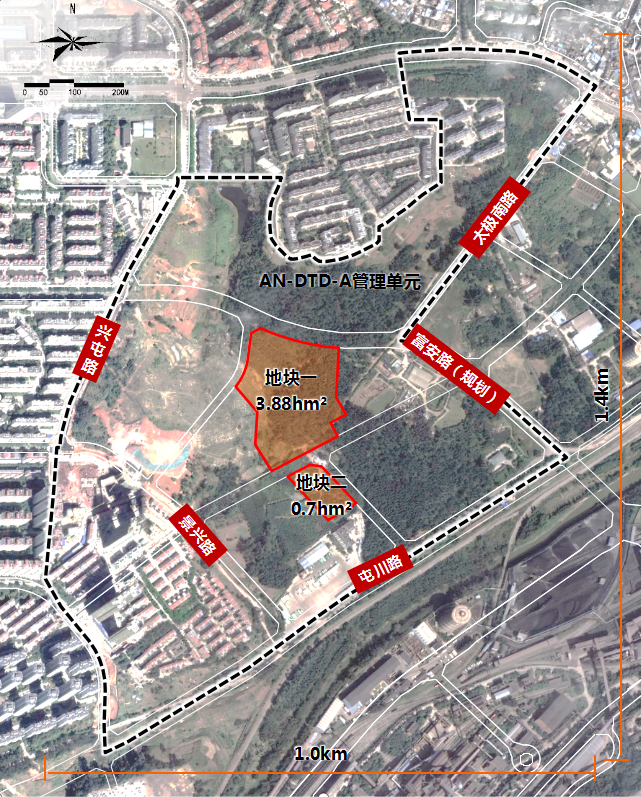 N
0 50 100 200M
太极南路
AN-DTD-A管理单元
兴屯路
富安路（规划）
地块一
3.88hm²
1.4km
地块二
0.7hm²
景兴路
屯川路
1.0km